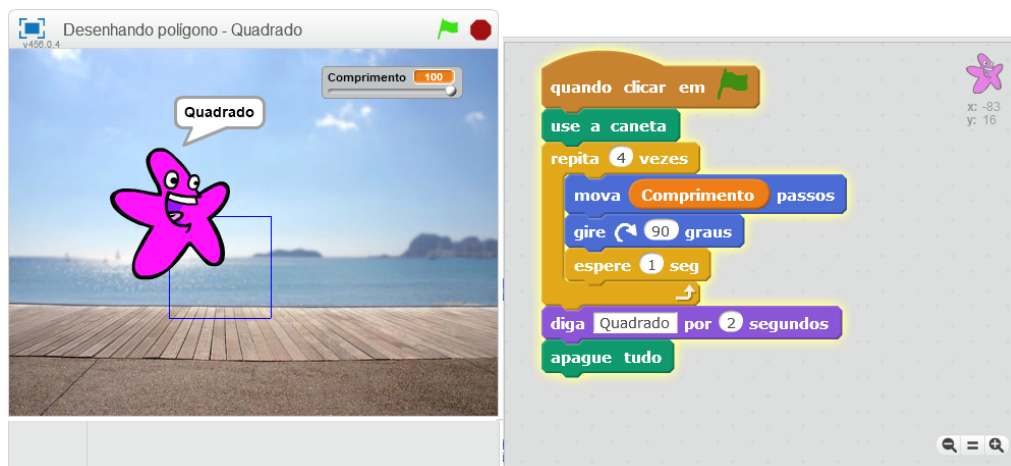 Desenhando polígono - Quadrado
v456.0.4
Comprimento 100
Quadrado
quando clicar em
use a caneta
repita 4 vezes
mova Comprimento passos
gire 90 graus
espere 1 seg
diga Quadrado por 2 segundos
apague tudo
x: -83
y: 16